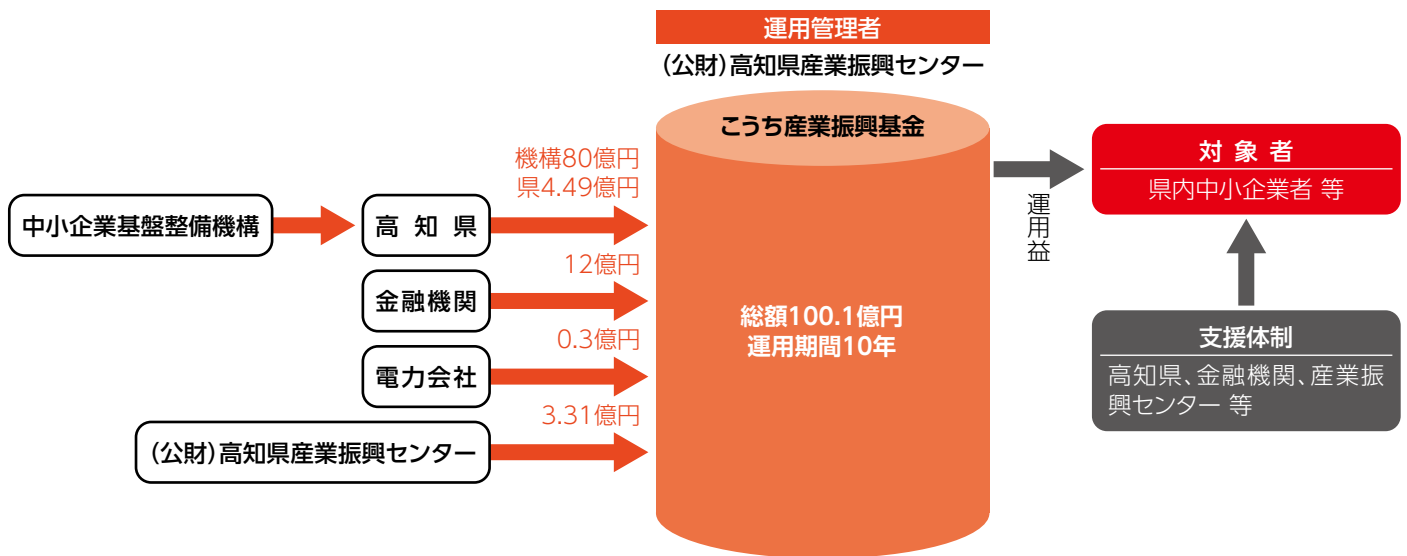 運用管理者
(公財)高知県産業振興センター
こうち産業振興基金
機構80億円
県4.49億円
中小企業基盤整備機構
高知県
12億円
金融機関
0.3億円
電力会社
3.31億円
(公財)高知県産業振興センター
総額100.1億円
運用期間10年
運用益
対象者
県内中小企業者 等
支援体制
高知県、金融機関、産業振
興センター 等